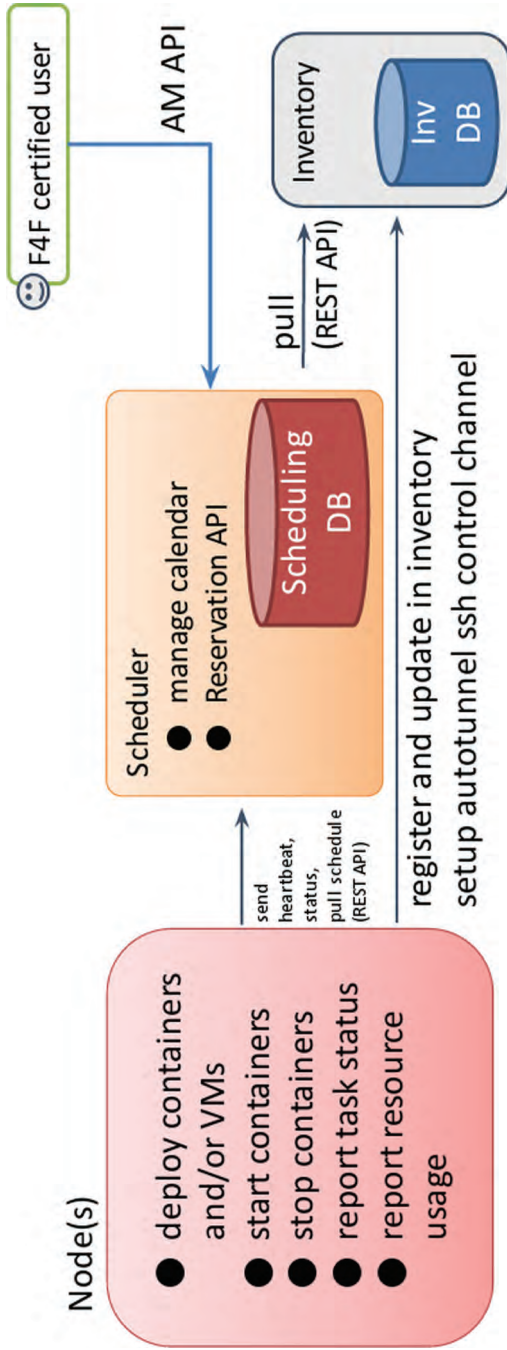 Node(s)
deploy containers
and/or VMs
start containers
stop containers
report task status
report resource
usage
send
heartbeat,
status,
pull schedule
(REST API)
Scheduler
manage calendar
Reservation API
Scheduling
DB
F4F certified user
AM API
pull
(REST API)
Inventory
Inv
DB
register and update in inventory
setup autotunnel ssh control channel